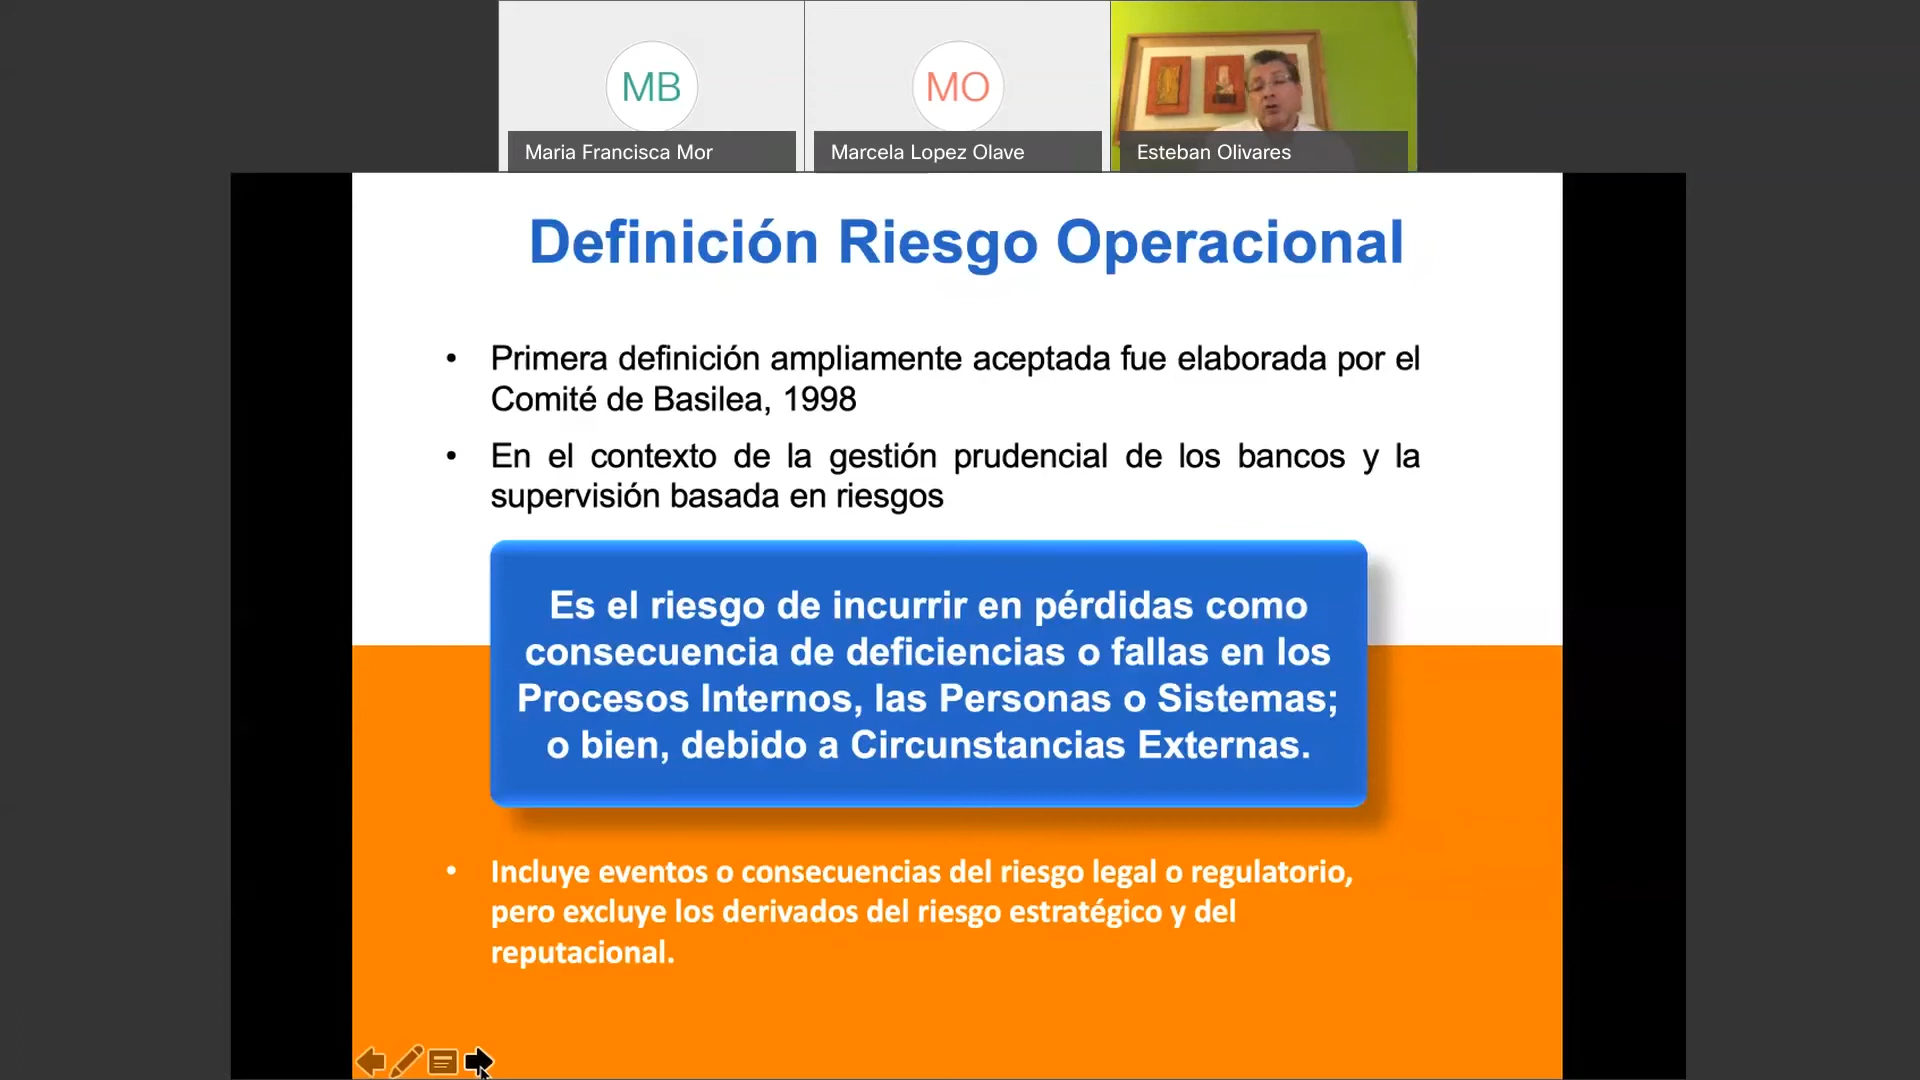 MB
MO
Maria Francisca Mor
Marcela Lopez Olave
Esteban Olivares
Definición Riesgo Operacional
• Primera definición ampliamente aceptada fue elaborada por el
Comité de Basilea, 1998
• En el contexto de la gestión prudencial de los bancos y la
supervisión basada en riesgos
Es el riesgo de incurrir en pérdidas como
consecuencia de deficiencias o fallas en los
Procesos Internos, las Personas o Sistemas;
o bien, debido a Circunstancias Externas.
• Incluye eventos o consecuencias del riesgo legal o regulatorio,
pero excluye los derivados del riesgo estratégico y del
reputacional.